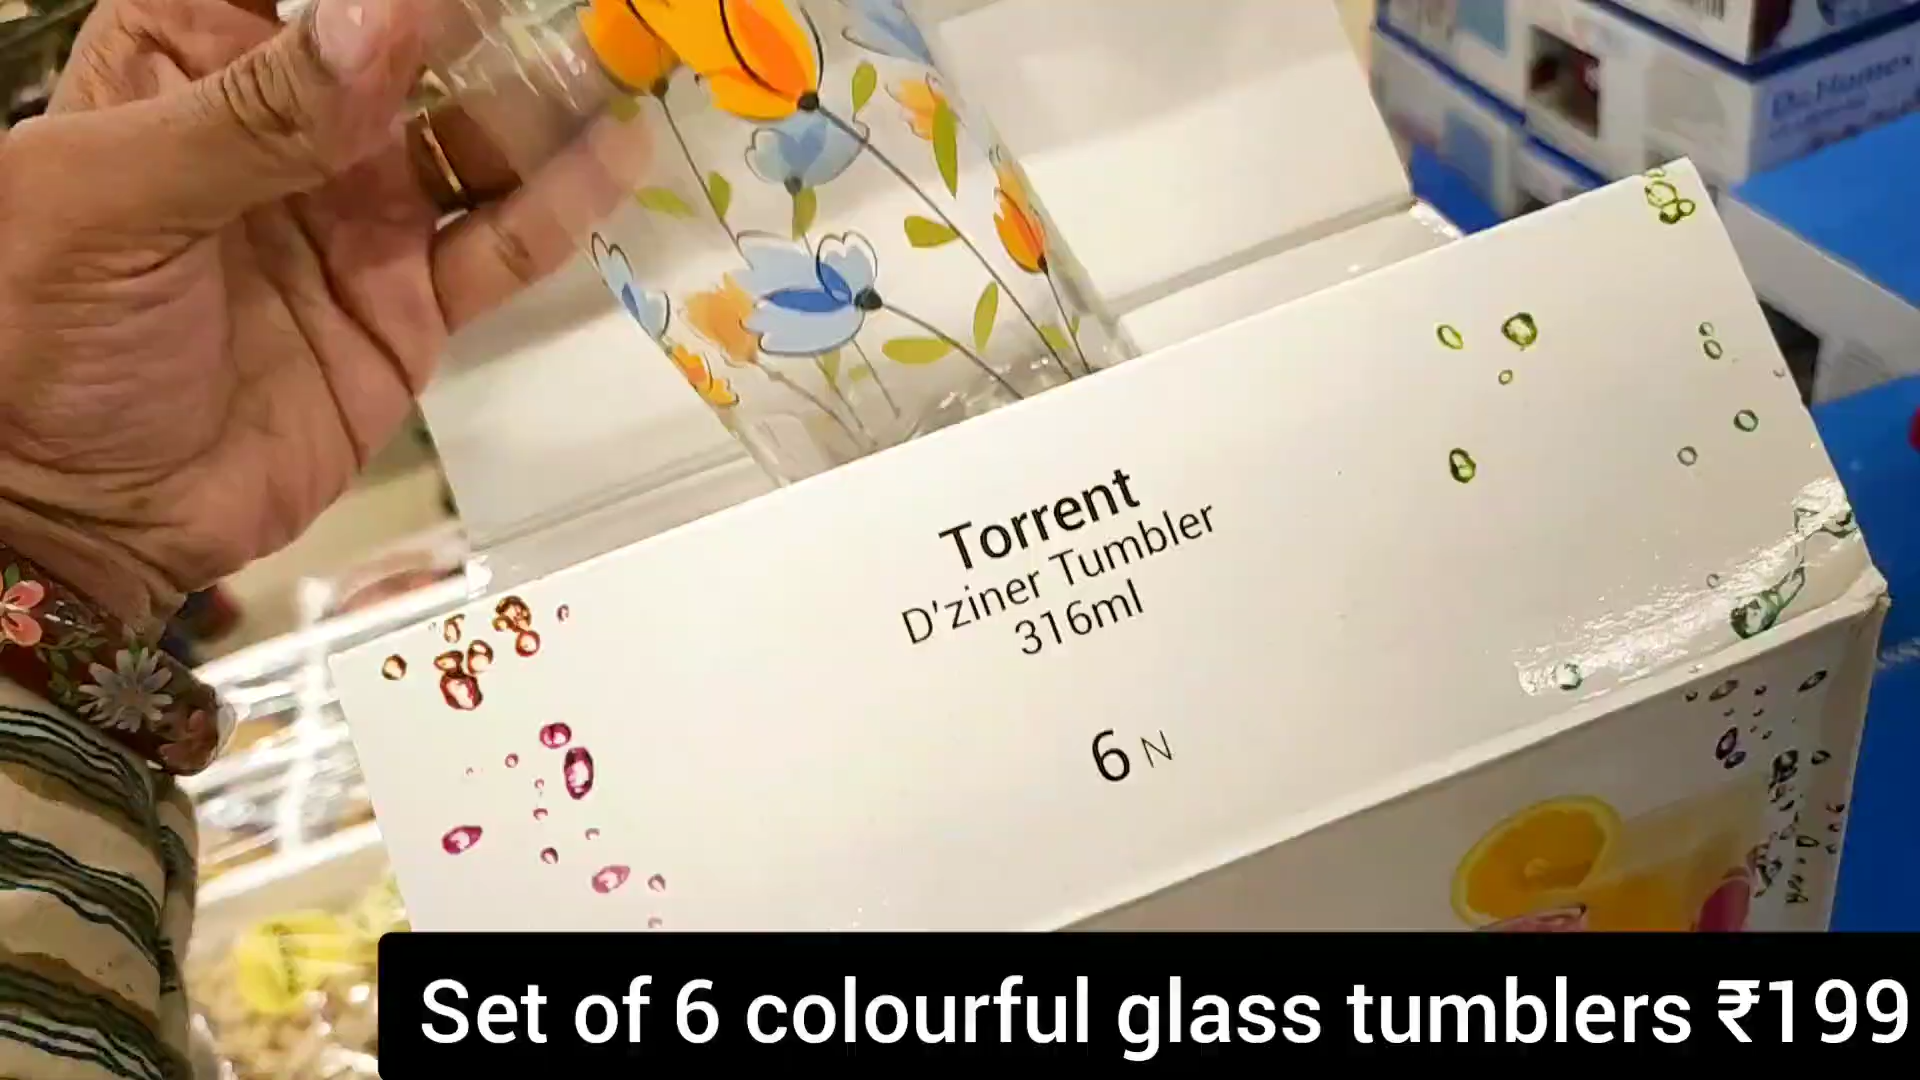 Torrent
D'ziner Tumbler
316ml
6 N
Set of 6 colourful glass tumblers ₹199